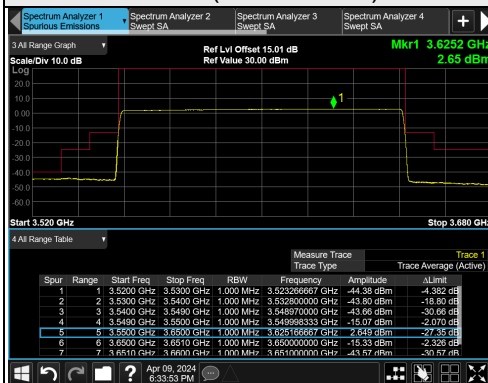 Spectrum Analyzer 1
Spurious Emissions
Spectrum Analyzer 2
Swept SA
Spectrum Analyzer 3
Swept SA
Spectrum Analyzer 4
Swept SA
+
3 All Range Graph
Ref Lvl Offset 15.01 dB
Mkr1 3.6252 GHz
Scale/Div 10.0 dB
Ref Value 30.00 dBm
2.65 dBm
Log
20.0
10.0
0.00
-10.0
-20.0
-30.0
-40.0
-50.0
-60.0
1
Start 3.520 GHz
Stop 3.680 GHz
4 All Range Table
Measure Trace Trace 1
Trace Type Trace Average (Active)
Spur Range Start Freq Stop Freq RBW Frequency Amplitude ΔLimit
1 1 3.5200 GHz 3.5300 GHz 1.000 MHz 3.523266667 GHz -44.38 dBm -4.382 dB
2 2 3.5300 GHz 3.5400 GHz 1.000 MHz 3.532800000 GHz -43.80 dBm -18.80 dB
3 3 3.5400 GHz 3.5490 GHz 1.000 MHz 3.548970000 GHz -43.66 dBm -30.66 dB
4 4 3.5490 GHz 3.5500 GHz 1.000 MHz 3.549998333 GHz -15.07 dBm -2.070 dB
5 5 3.5500 GHz 3.6500 GHz 1.000 MHz 3.625166667 GHz 2.649 dBm -27.35 dB
6 6 3.6500 GHz 3.6510 GHz 1.000 MHz 3.650000000 GHz -15.33 dBm -2.326 dB
7 7 3.6510 GHz 3.6600 GHz 1.000 MHz 3.651000000 GHz -43.57 dBm -30.57 dB
?
Apr 09, 2024
6:33:53 PM